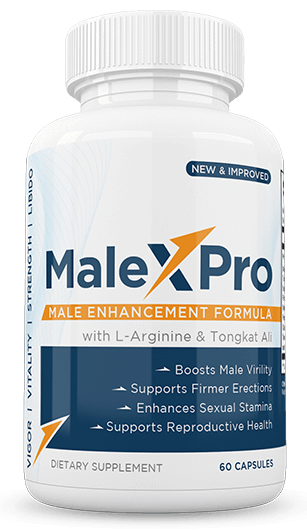 NEW & IMPROVED
MaleXPro
MALE ENHANCEMENT FORMULA
with L-Arginine & Tongkat Ali
Boosts Male Virility
Supports Firmer Erections
Enhances Sexual Stamina
Supports Reproductive Health
DIETARY SUPPLEMENT
60 CAPSULES
VIGOR | VITALITY | STRENGTH | LIBIDO